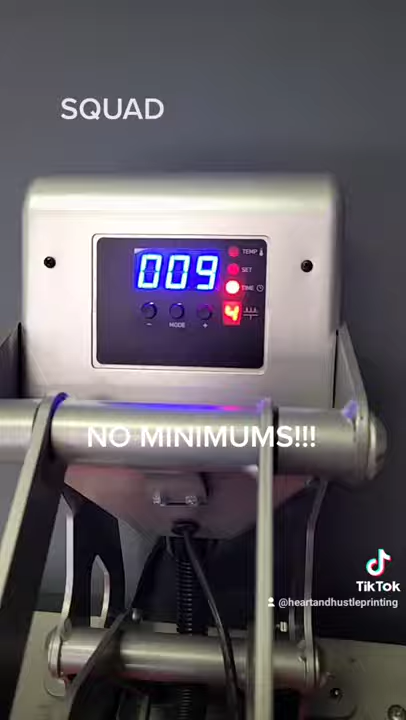 SQUAD
009
TEMP
SET
TIME
4
- MODE +
NO MINIMUMS!!!
TikTok
@heartandhustleprinting